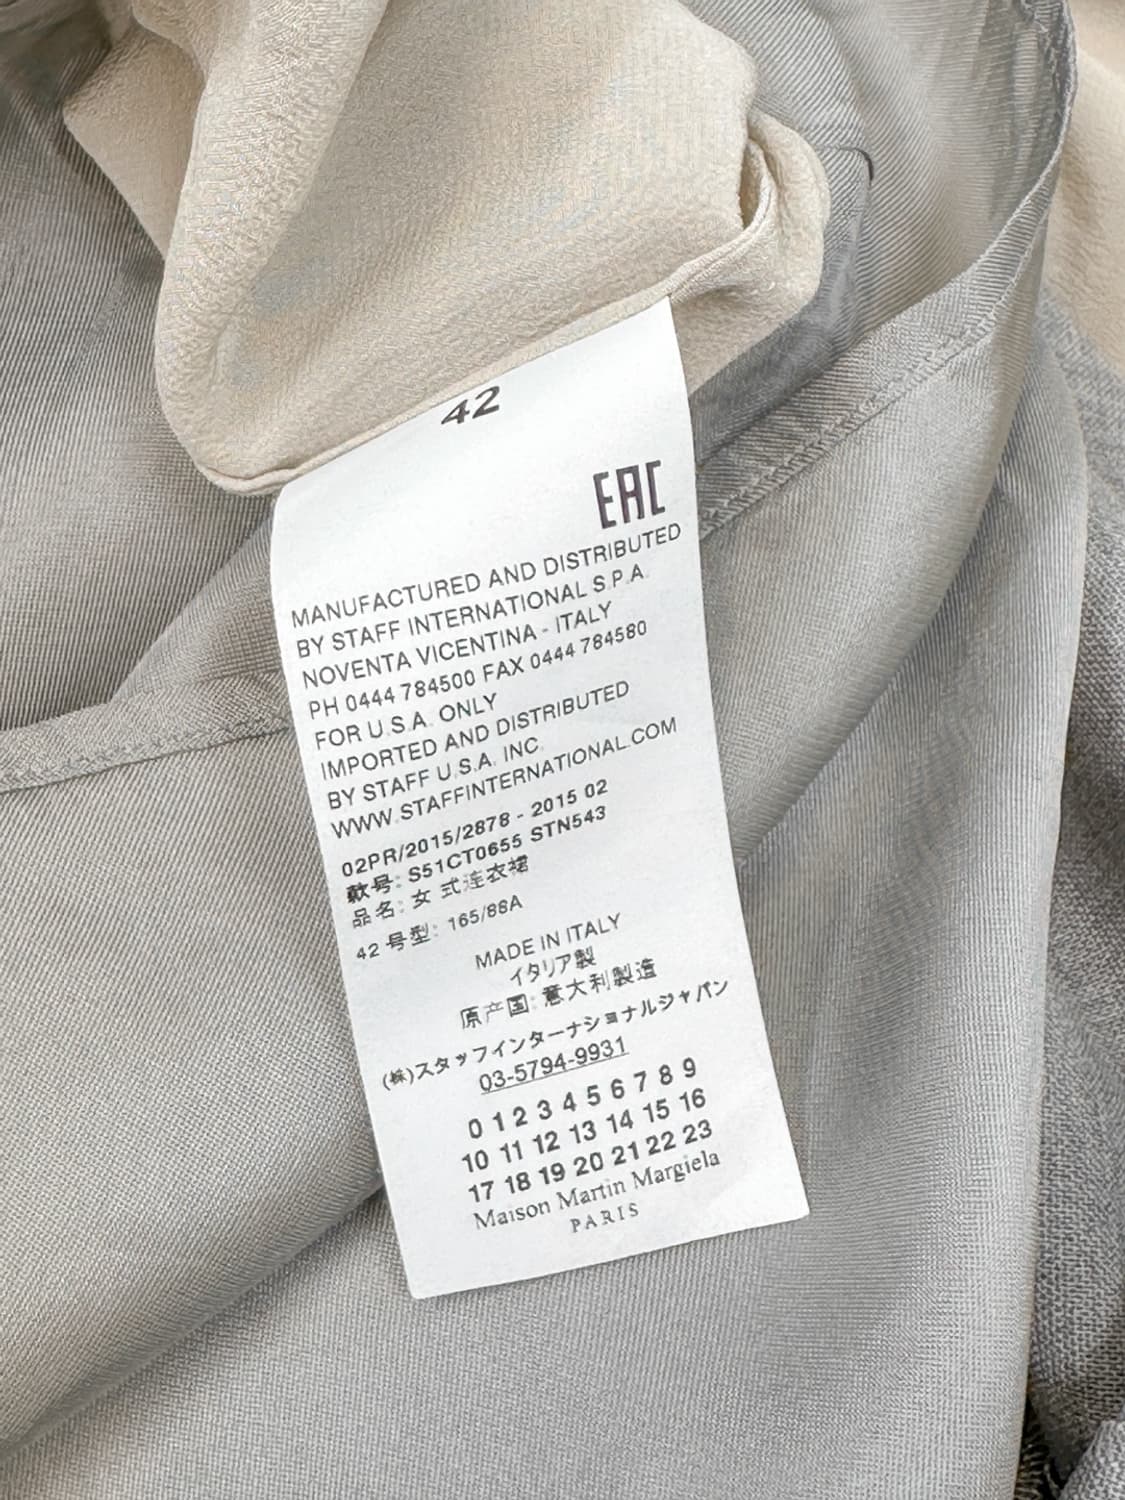 42
EAC
MANUFACTURED AND DISTRIBUTED
BY STAFF INTERNATIONAL S.P.A.
NOVENTA VICENTINA - ITALY
PH 0444 784500 FAX 0444 784580
FOR U.S.A. ONLY
IMPORTED AND DISTRIBUTED
BY STAFF U.S.A. INC.
WWW.STAFFINTERNATIONAL.COM
02PR/2015/2878 - 2015 02
款号: S51CT0655 STN543
品名: 女 式连衣裙
42 号型: 165/88A
MADE IN ITALY
イタリア製
原产国: 意大利製造
(株)スタッフインターナショナルジャパン
03-5794-9931
0 1 2 3 4 5 6 7 8 9
10 11 12 13 14 15 16
17 18 19 20 21 22 23
Maison Martin Margiela
PARIS